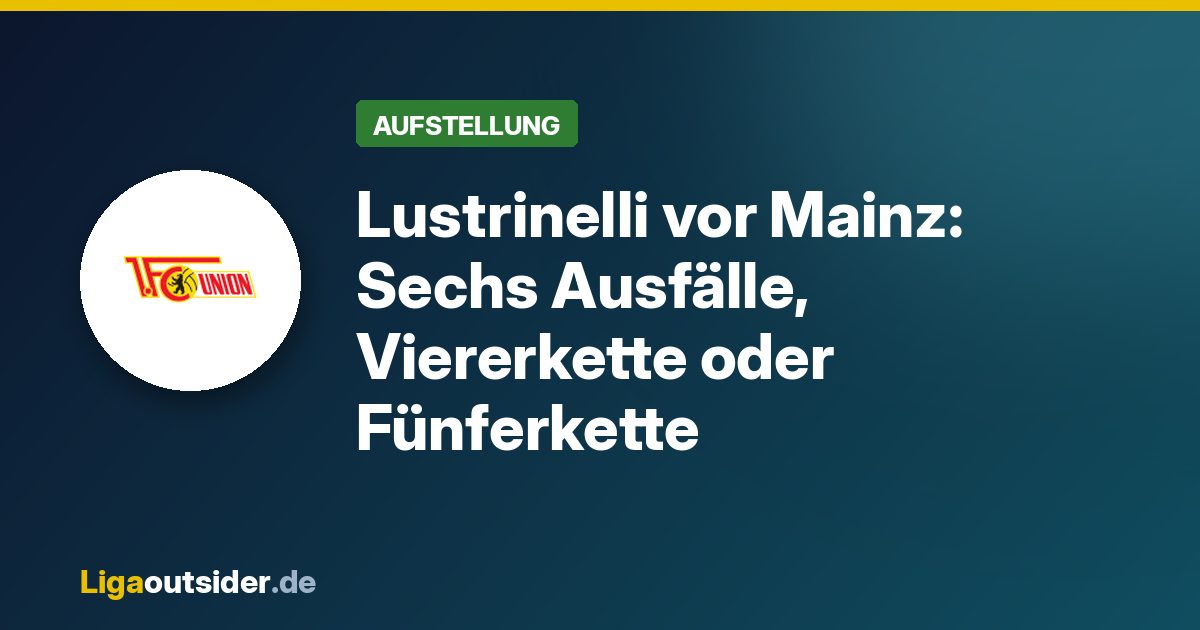 AUFSTELLUNG
Lustrinelli vor Mainz:
Sechs Ausfälle,
Viererkette oder
Fünferkette
1.FC UNION
Ligaoutsider.de